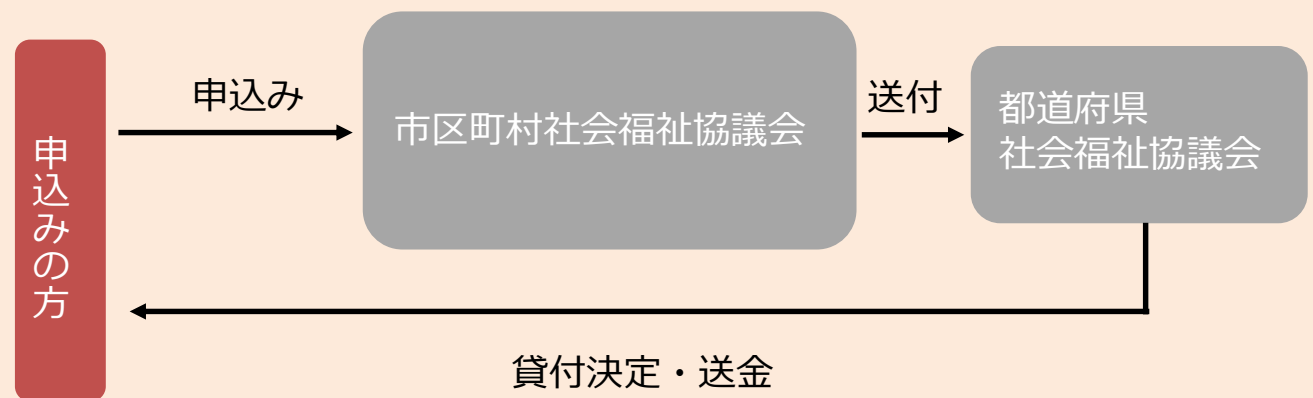 申込みの方
申込み
市区町村社会福祉協議会
送付
都道府県
社会福祉協議会
貸付決定・送金